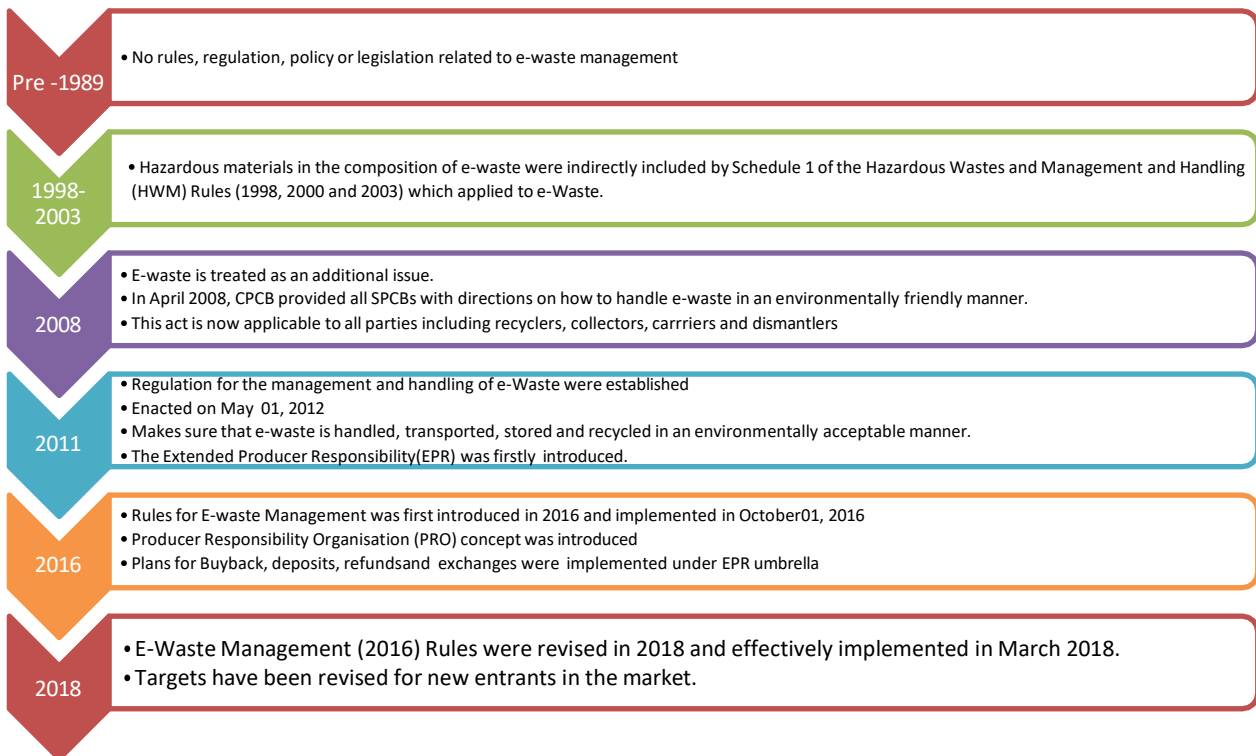 Pre -1989
• No rules, regulation, policy or legislation related to e-waste management
1998-
2003
• Hazardous materials in the composition of e-waste were indirectly included by Schedule 1 of the Hazardous Wastes and Management and Handling
(HWM) Rules (1998, 2000 and 2003) which applied to e-Waste.
2008
• E-waste is treated as an additional issue.
• In April 2008, CPCB provided all SPCBs with directions on how to handle e-waste in an environmentally friendly manner.
• This act is now applicable to all parties including recyclers, collectors, carrriers and dismantlers
2011
• Regulation for the management and handling of e-Waste were established
• Enacted on May 01, 2012
• Makes sure that e-waste is handled, transported, stored and recycled in an environmentally acceptable manner.
• The Extended Producer Responsibility(EPR) was firstly introduced.
2016
• Rules for E-waste Management was first introduced in 2016 and implemented in October01, 2016
• Producer Responsibility Organisation (PRO) concept was introduced
• Plans for Buyback, deposits, refundsand exchanges were implemented under EPR umbrella
2018
• E-Waste Management (2016) Rules were revised in 2018 and effectively implemented in March 2018.
• Targets have been revised for new entrants in the market.